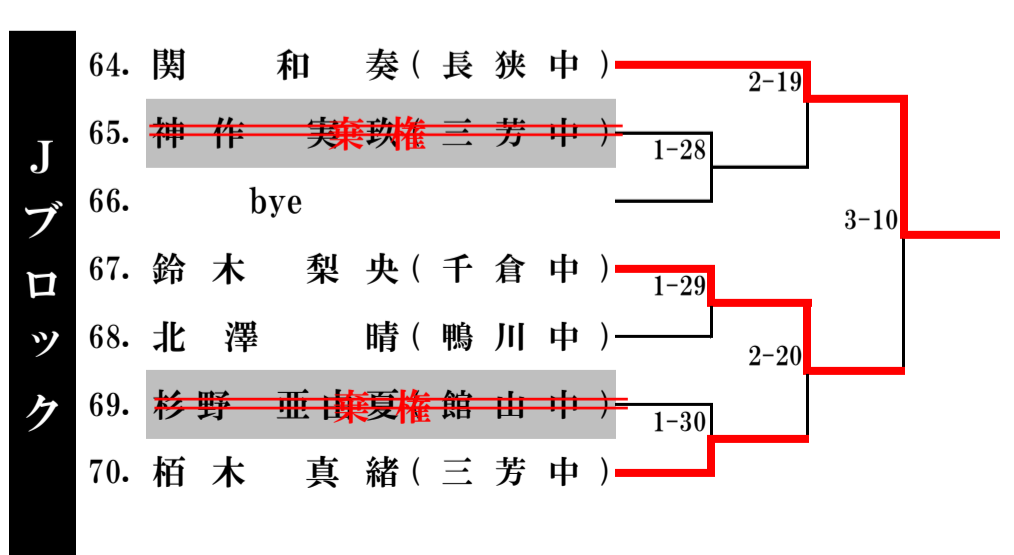 Jブロック
64. 関 和 奏(長狭中)
2-19
65. 神作 実玖(三芳中)
棄権
1-28
66. bye
3-10
67. 鈴木 梨央(千倉中)
1-29
68. 北澤 晴(鴨川中)
2-20
69. 杉野 亜由夏(館山中)
棄権
1-30
70. 栢木 真緒(三芳中)